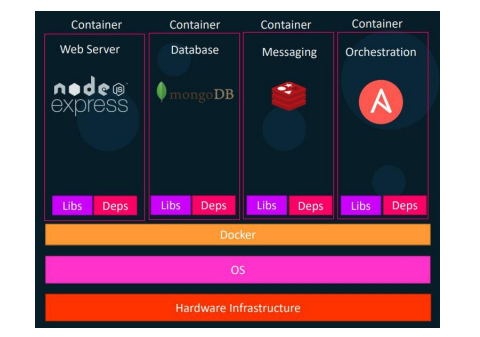 Container Container Container Container
Web Server Database Messaging Orchestration
node JS
express
mongoDB
A
Libs Deps Libs Deps Libs Deps Libs Deps
Docker
OS
Hardware Infrastructure